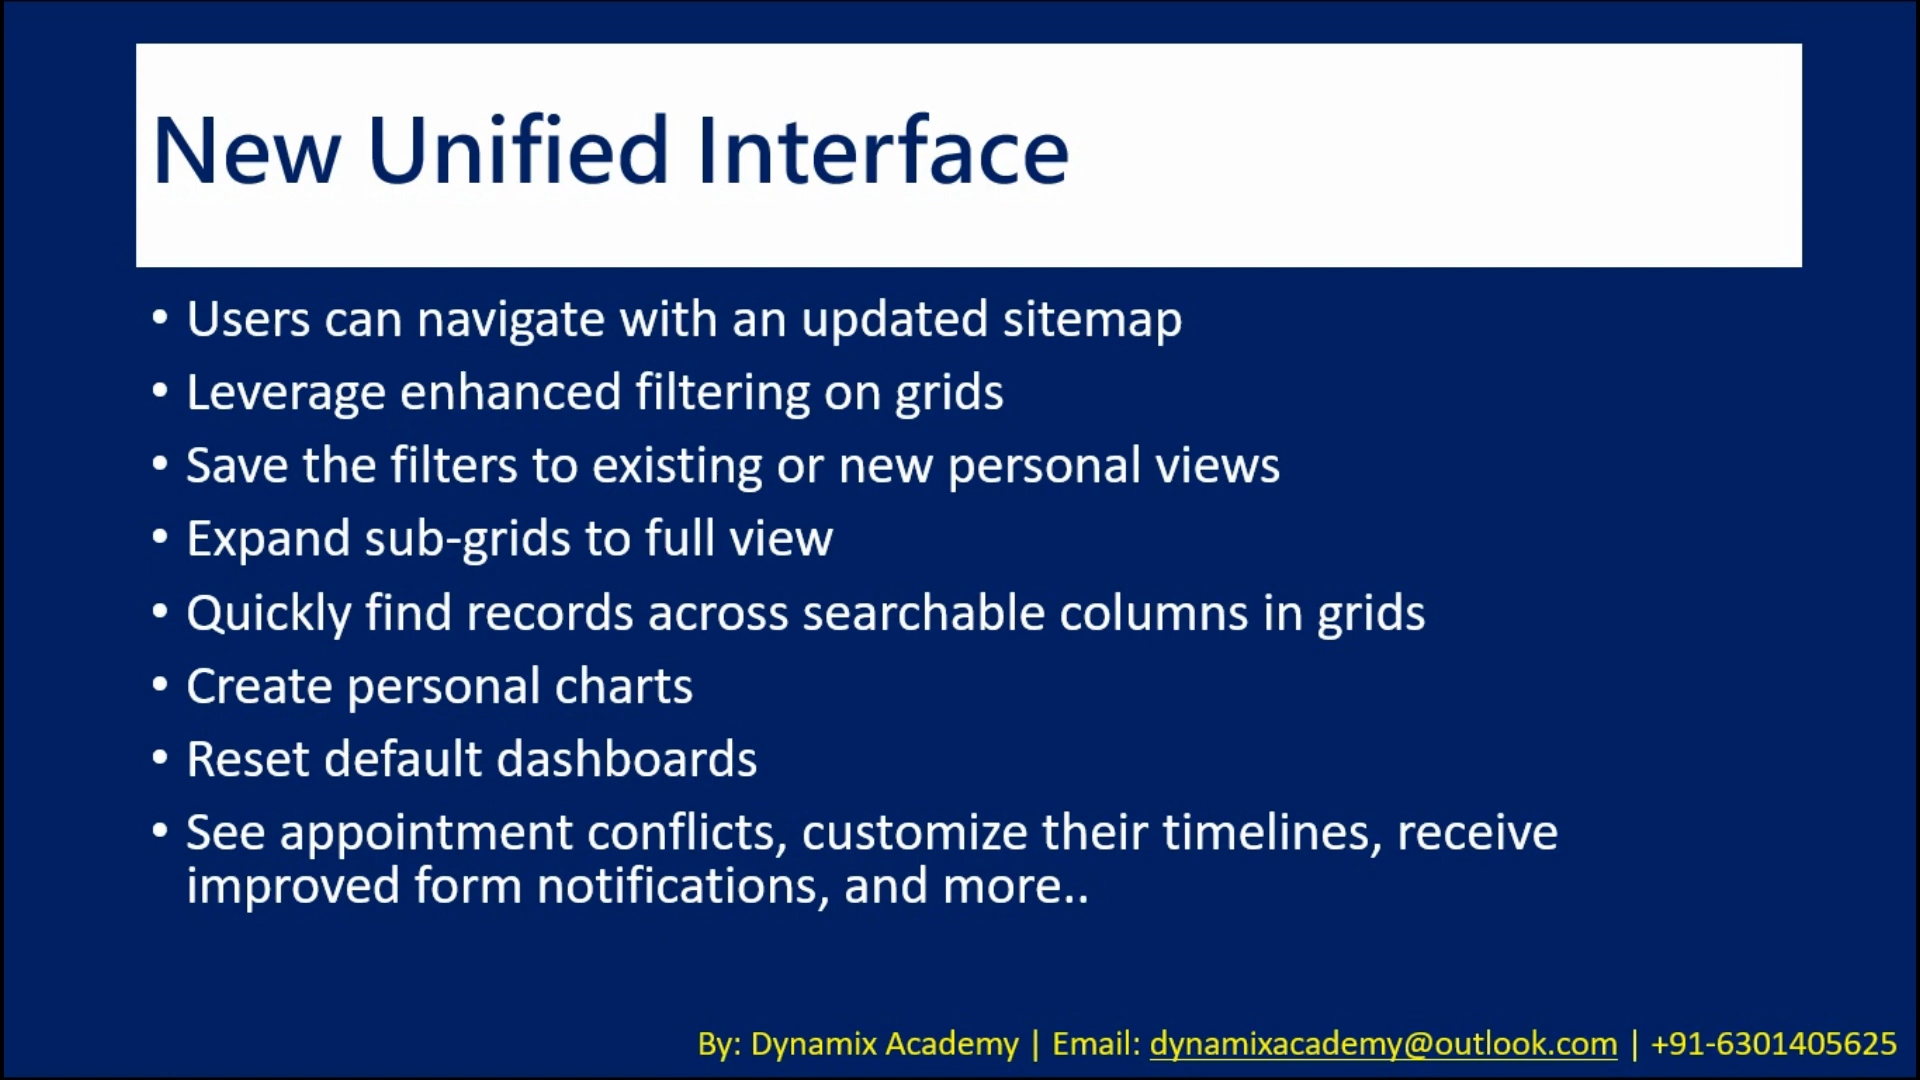 New Unified Interface
• Users can navigate with an updated sitemap
• Leverage enhanced filtering on grids
• Save the filters to existing or new personal views
• Expand sub-grids to full view
• Quickly find records across searchable columns in grids
• Create personal charts
• Reset default dashboards
• See appointment conflicts, customize their timelines, receive
improved form notifications, and more..
By: Dynamix Academy | Email: dynamixacademy@outlook.com | +91-6301405625